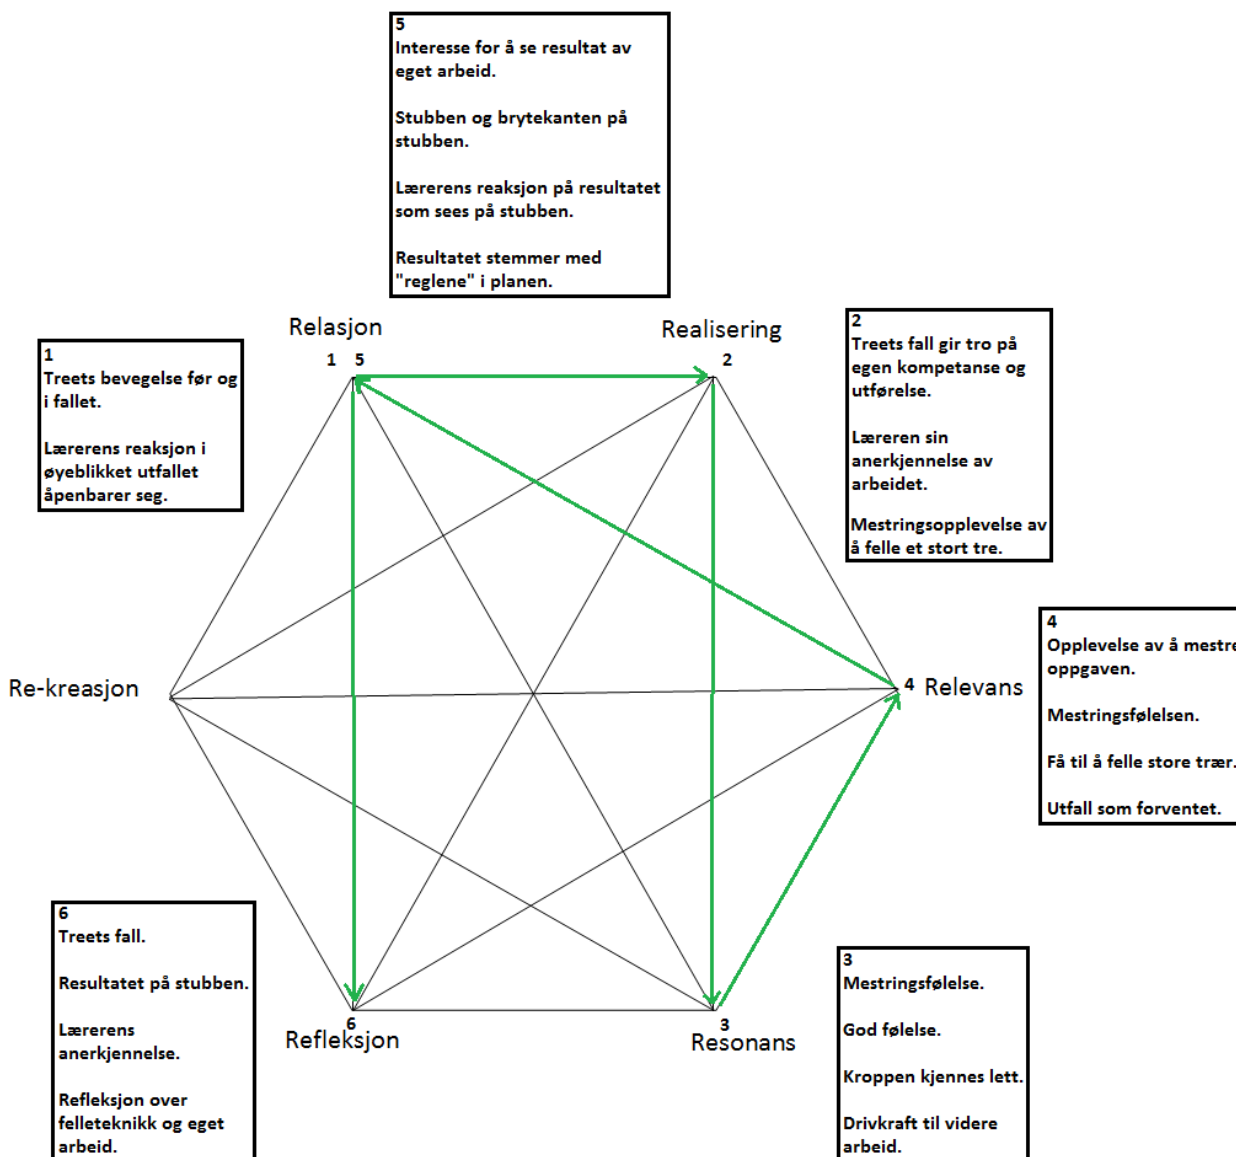 5
Interesse for å se resultat av
eget arbeid.
Stubben og brytekanten på
stubben.
Lærerens reaksjon på resultatet
som sees på stubben.
Resultatet stemmer med
"reglene" i planen.
Relasjon
1 5
Realisering
2
1
Treets bevegelse før og
i fallet.
Lærerens reaksjon i
øyeblikket utfallet
åpenbarer seg.
2
Treets fall gir tro på
egen kompetanse og
utførelse.
Læreren sin
anerkjennelse av
arbeidet.
Mestringsopplevelse av
å felle et stort tre.
Re-kreasjon
4 Relevans
4
Opplevelse av å mestre
oppgaven.
Mestringsfølelsen.
Få til å felle store trær.
Utfall som forventet.
6
Treets fall.
Resultatet på stubben.
Lærerens
anerkjennelse.
Refleksjon over
felleteknikk og eget
arbeid.
6
Refleksjon
3
Resonans
3
Mestringsfølelse.
God følelse.
Kroppen kjennes lett.
Drivkraft til videre
arbeid.